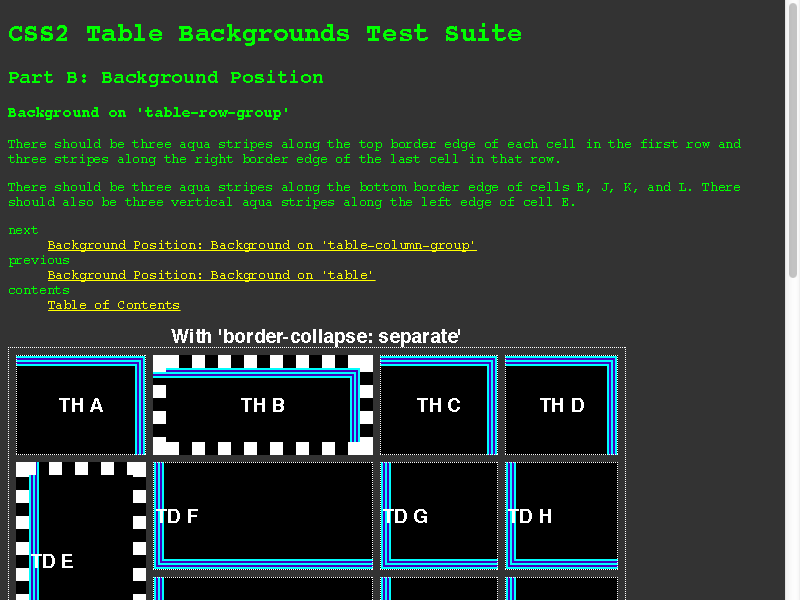 CSS2 Table Backgrounds Test Suite
Part B: Background Position
Background on 'table-row-group'
There should be three aqua stripes along the top border edge of each cell in the first row and
three stripes along the right border edge of the last cell in that row.
There should be three aqua stripes along the bottom border edge of cells E, J, K, and L. There
should also be three vertical aqua stripes along the left edge of cell E.
next
Background Position: Background on 'table-column-group'
previous
Background Position: Background on 'table'
contents
Table of Contents
With 'border-collapse: separate'
TH A TH B TH C TH D
TD F TD G TD H
TD E